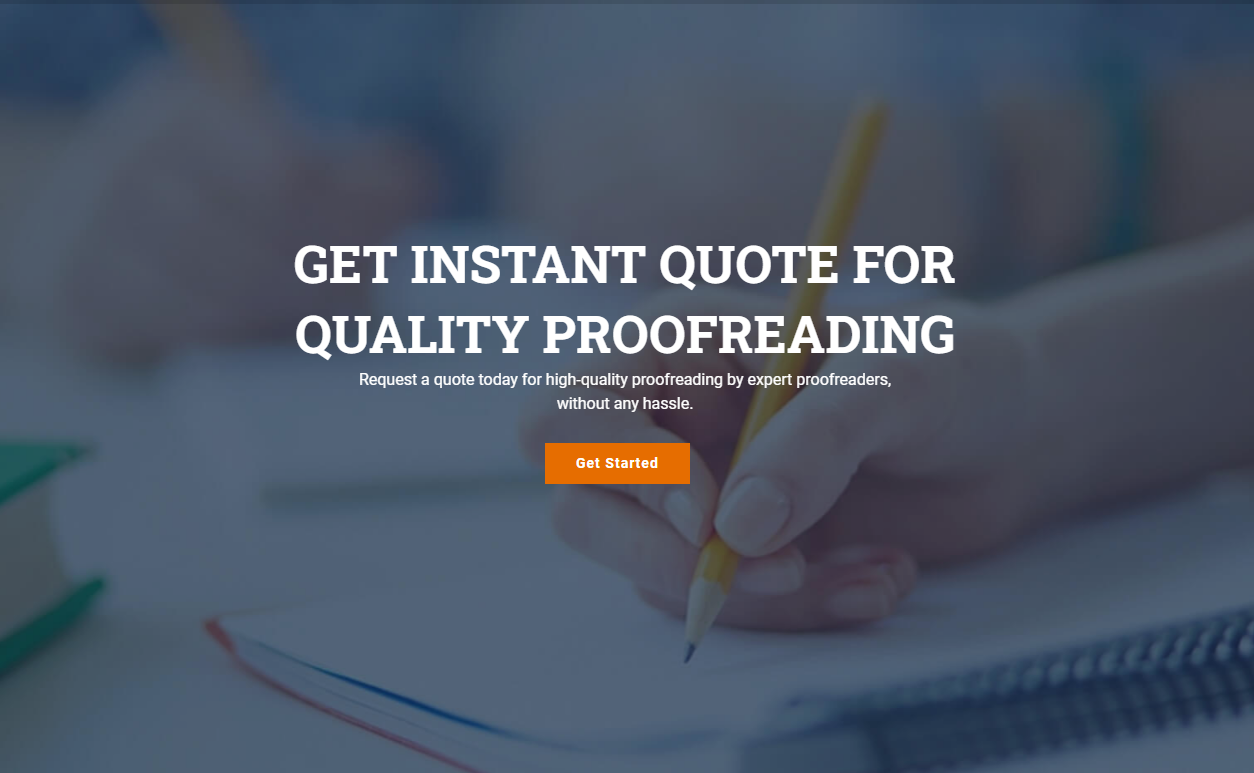 GET INSTANT QUOTE FOR
QUALITY PROOFREADING
Request a quote today for high-quality proofreading by expert proofreaders,
without any hassle.
Get Started